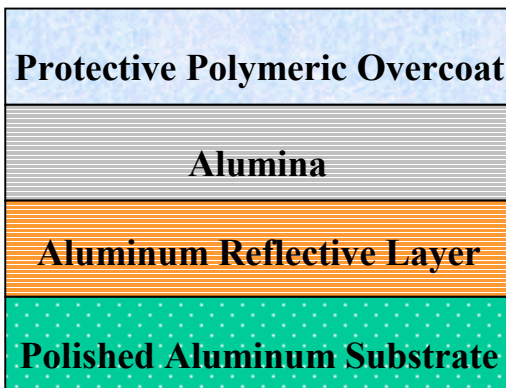 Protective Polymeric Overcoat
Alumina
Aluminum Reflective Layer
Polished Aluminum Substrate